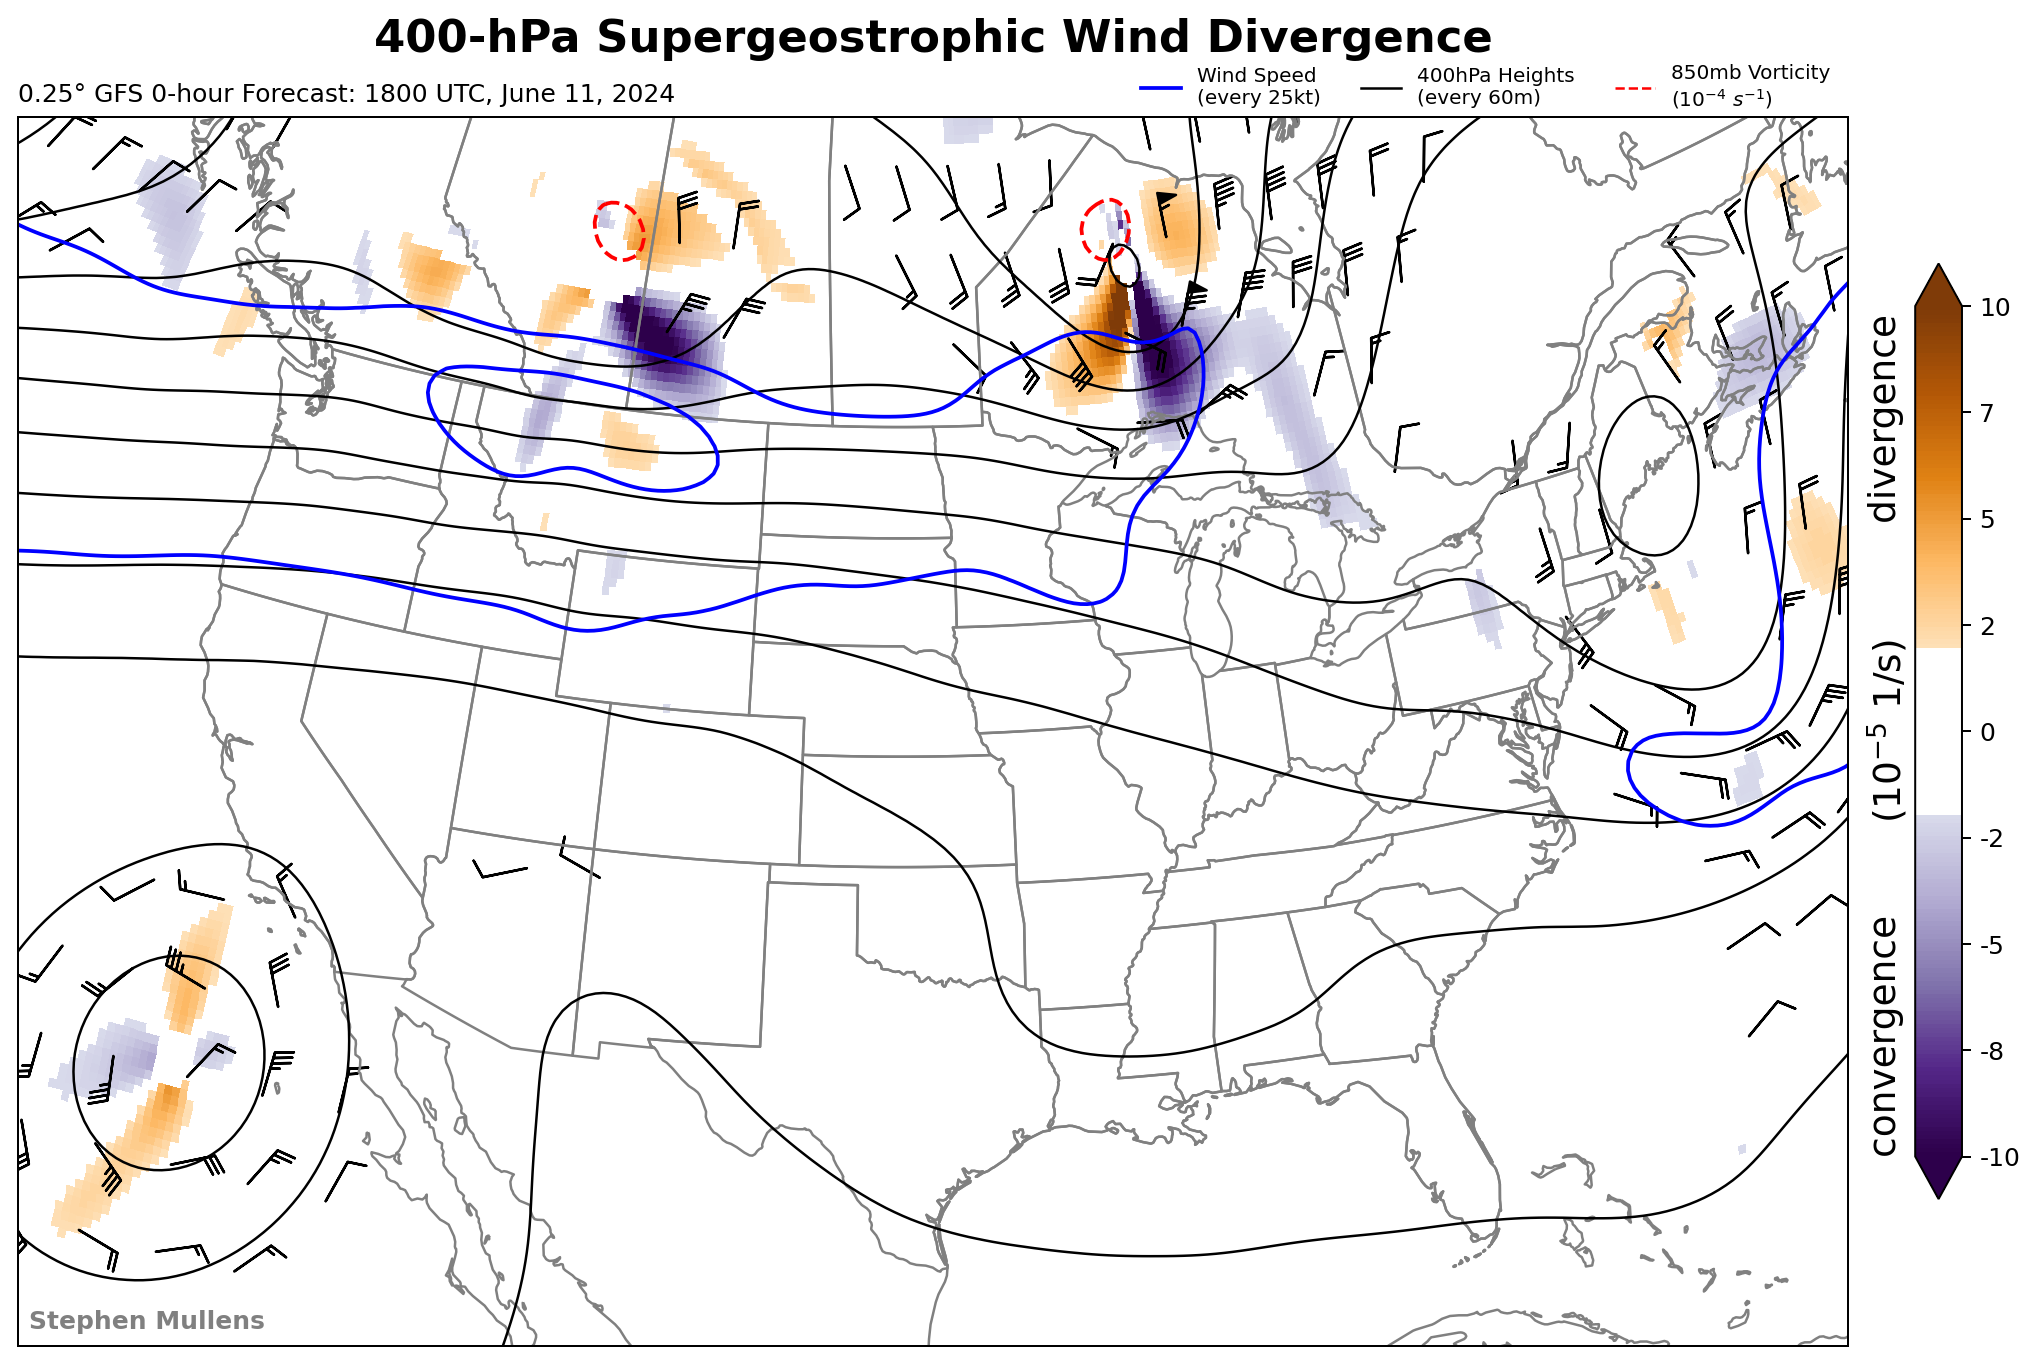 400-hPa Supergeostrophic Wind Divergence
0.25° GFS 0-hour Forecast: 1800 UTC, June 11, 2024
Wind Speed
(every 25kt)
400hPa Heights
(every 60m)
850mb Vorticity
(10⁻⁴ s⁻¹)
10
7
5
2
0
-2
-5
-8
-10
convergence (10⁻⁵ 1/s) divergence
Stephen Mullens